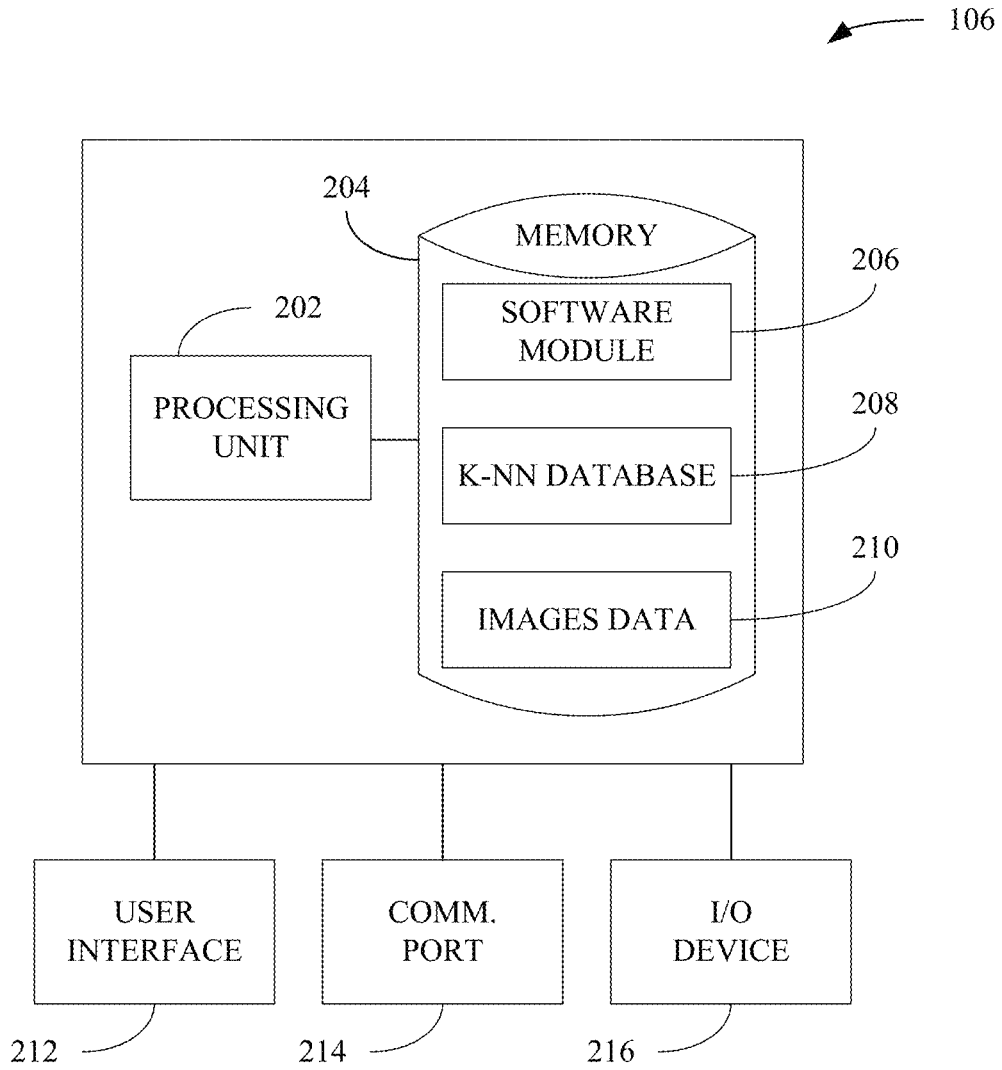 106
204
MEMORY
206
SOFTWARE
MODULE
202
PROCESSING
UNIT
208
K-NN DATABASE
210
IMAGES DATA
USER
INTERFACE
COMM.
PORT
I/O
DEVICE
212
214
216